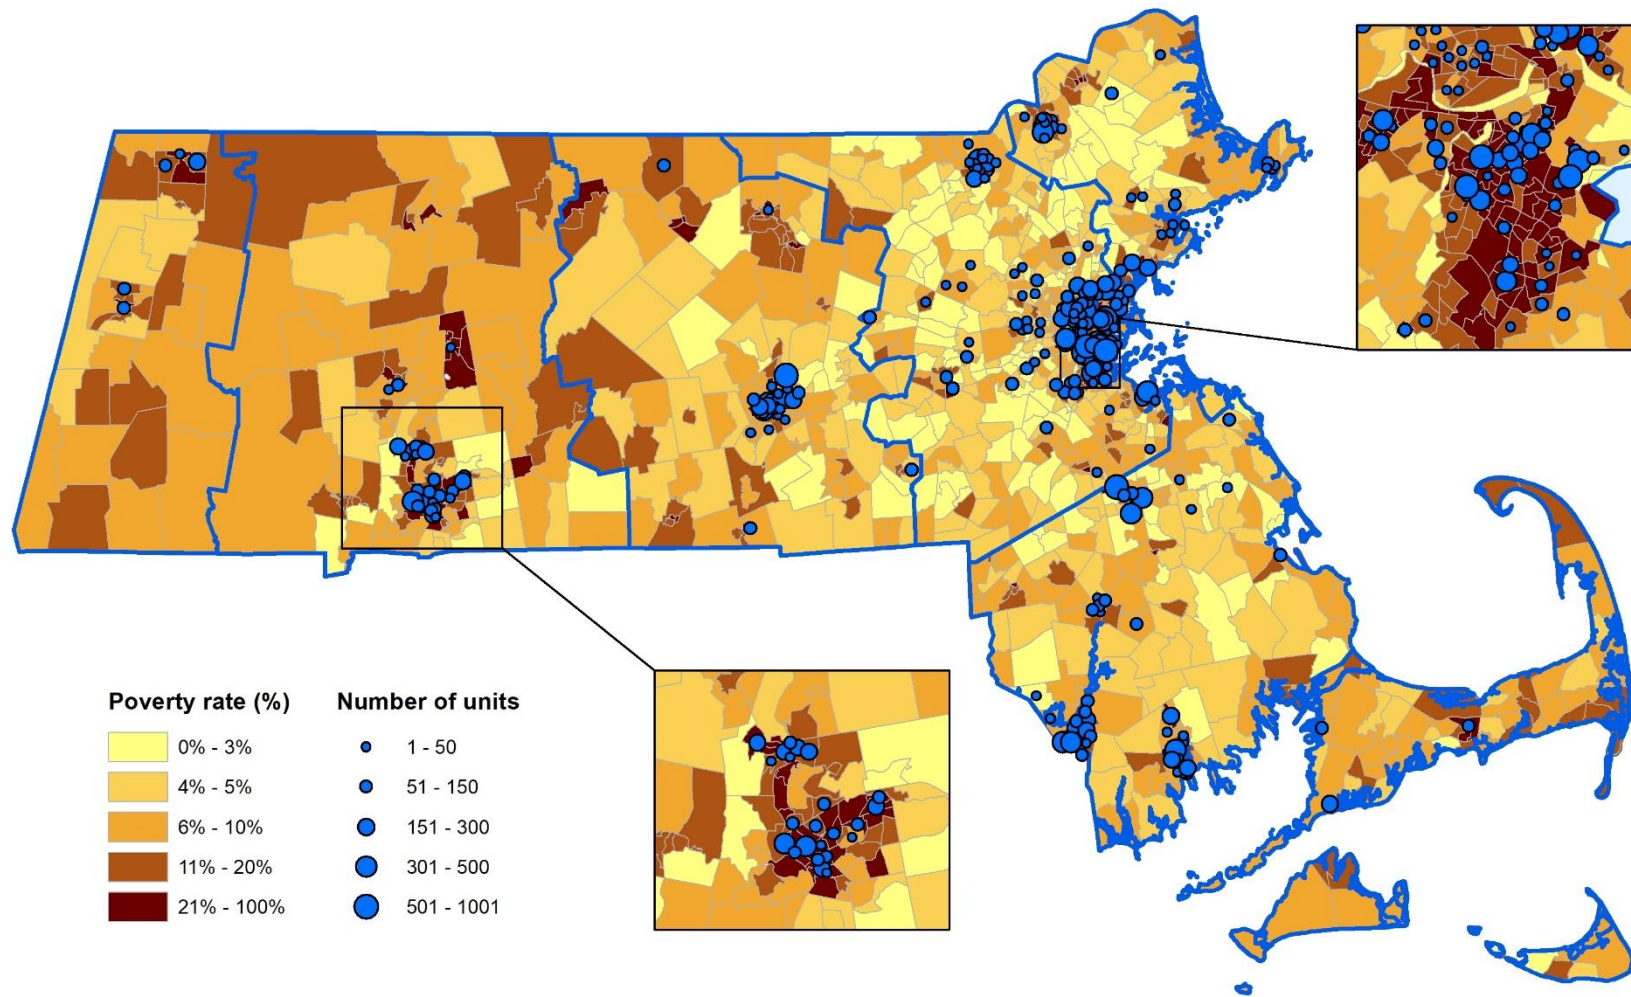 Poverty rate (%)
0% - 3%
4% - 5%
6% - 10%
11% - 20%
21% - 100%
Number of units
1 - 50
51 - 150
151 - 300
301 - 500
501 - 1001